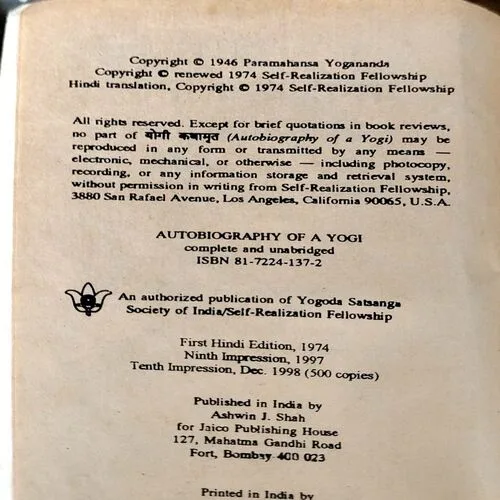 Copyright © 1946 Paramahansa Yogananda
Copyright © renewed 1974 Self-Realization Fellowship
Hindi translation, Copyright © 1974 Self-Realization Fellowship
All rights reserved. Except for brief quotations in book reviews,
no part of योगी कथामृत (Autobiography of a Yogi) may be
reproduced in any form or transmitted by any means —
electronic, mechanical, or otherwise — including photocopy,
recording, or any information storage and retrieval system,
without permission in writing from Self-Realization Fellowship,
3880 San Rafael Avenue, Los Angeles, California 90065, U.S.A.
AUTOBIOGRAPHY OF A YOGI
complete and unabridged
ISBN 81-7224-137-2
An authorized publication of Yogoda Satsanga
Society of India/Self-Realization Fellowship
First Hindi Edition, 1974
Ninth Impression, 1997
Tenth Impression, Dec. 1998 (500 copies)
Published in India by
Ashwin J. Shah
for Jaico Publishing House
127, Mahatma Gandhi Road
Fort, Bombay 400 023
Printed in India by